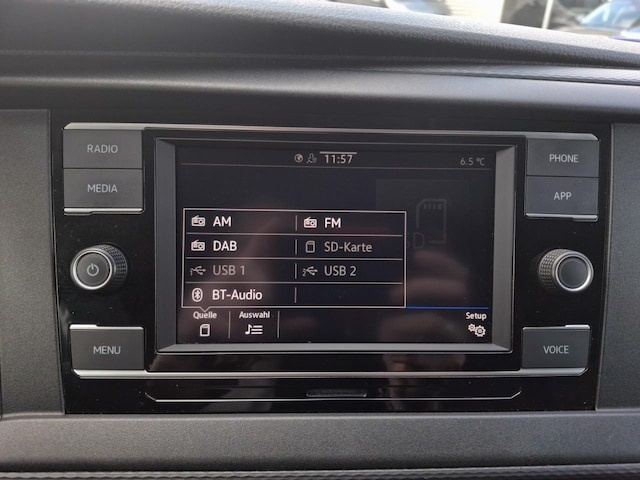 RADIO
MEDIA
MENU
11:57
6.5 °C
AM
FM
DAB
SD-Karte
USB 1
USB 2
BT-Audio
Quelle
Auswahl
Setup
PHONE
APP
VOICE